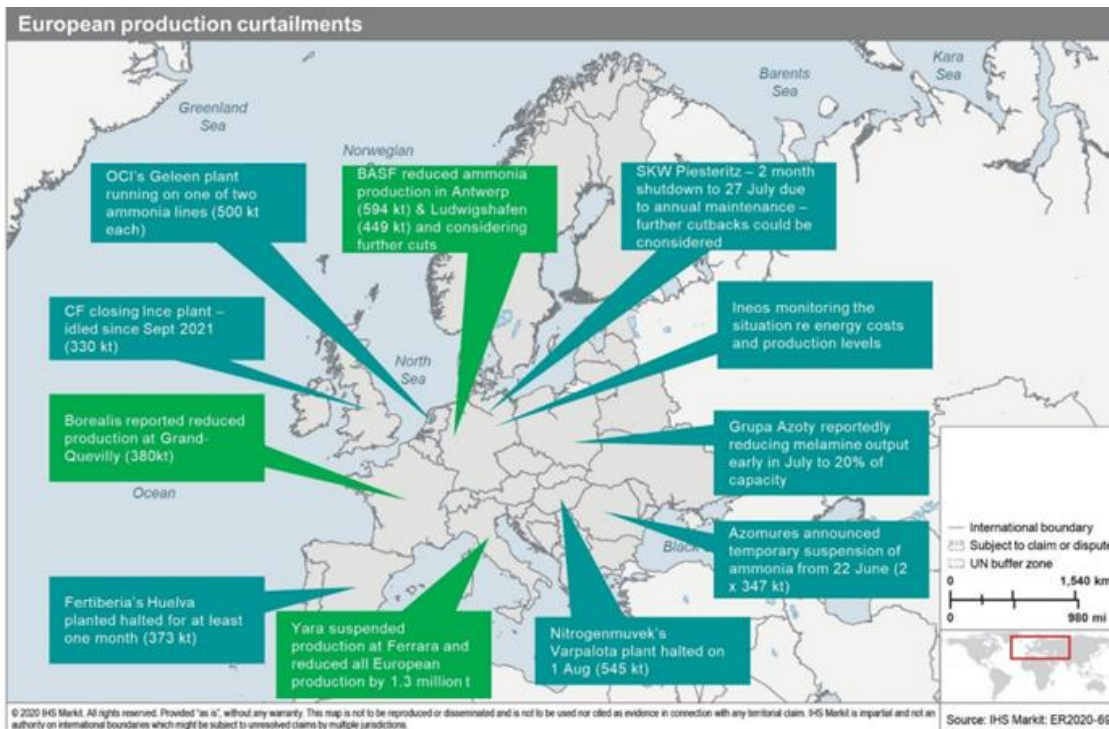 European production curtailments
Greenland
Sea
Barents
Sea
Kara
Sea
Norwegian
OCI's Geleen plant
running on one of two
ammonia lines (500 kt
each)
BASF reduced ammonia
production in Antwerp
(594 kt) & Ludwigshafen
(449 kt) and considering
further cuts
SKW Piesteritz – 2 month
shutdown to 27 July due
to annual maintenance –
further cutbacks could be
cnonsidered
CF closing Ince plant –
idled since Sept 2021
(330 kt)
North
Sea
Ineos monitoring the
situation re energy costs
and production levels
Borealis reported reduced
production at Grand-
Quevilly (380kt)
Ocean
Grupa Azoty reportedly
reducing melamine output
early in July to 20% of
capacity
Black
Azomures announced
temporary suspension of
ammonia from 22 June (2
x 347 kt)
Fertiberia's Huelva
planted halted for at least
one month (373 kt)
Yara suspended
production at Ferrara and
reduced all European
production by 1.3 million t
Nitrogenmuvek's
Varpalota plant halted on
1 Aug (545 kt)
International boundary
Subject to claim or dispute
UN buffer zone
0 1,540 km
0 980 mi
© 2020 IHS Markit. All rights reserved. Provided "as is", without any warranty. This map is not to be reproduced or disseminated and is not to be used nor cited as evidence in connection with any territorial claim. IHS Markit is impartial and not an
authority on international boundaries which might be subject to unresolved claims by multiple jurisdictions.
Source: IHS Markit: ER2020-69